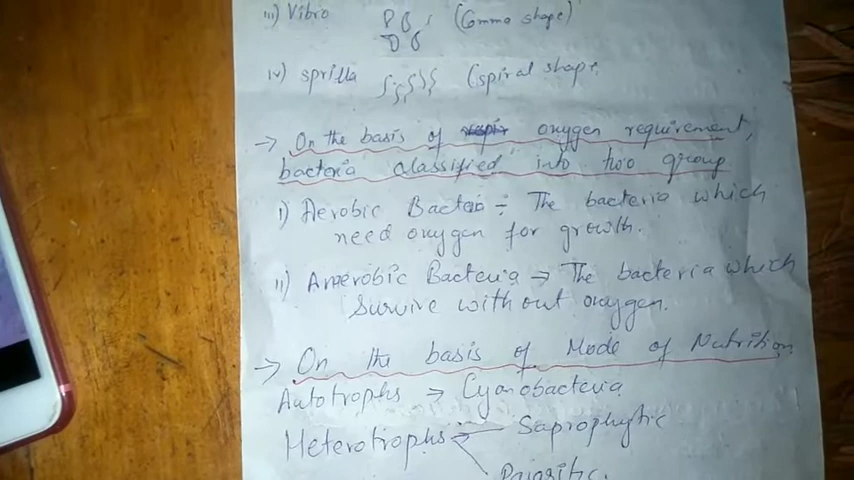 iii) Vibro (Comma shape)
iv) sprilla (spiral shape,
→ On the basis of oxygen requirement,
bacteria classified into two group
i) Aerobic Bacteria ÷ The bacteria which
need oxygen for growth.
ii) Anaerobic Bacteria → The bacteria which
Survive without oxygen.
→ On the basis of Mode of Nutrition
Autotrophs → Cyanobacteria
Heterotrophs → Saprophytic
Parasitic.